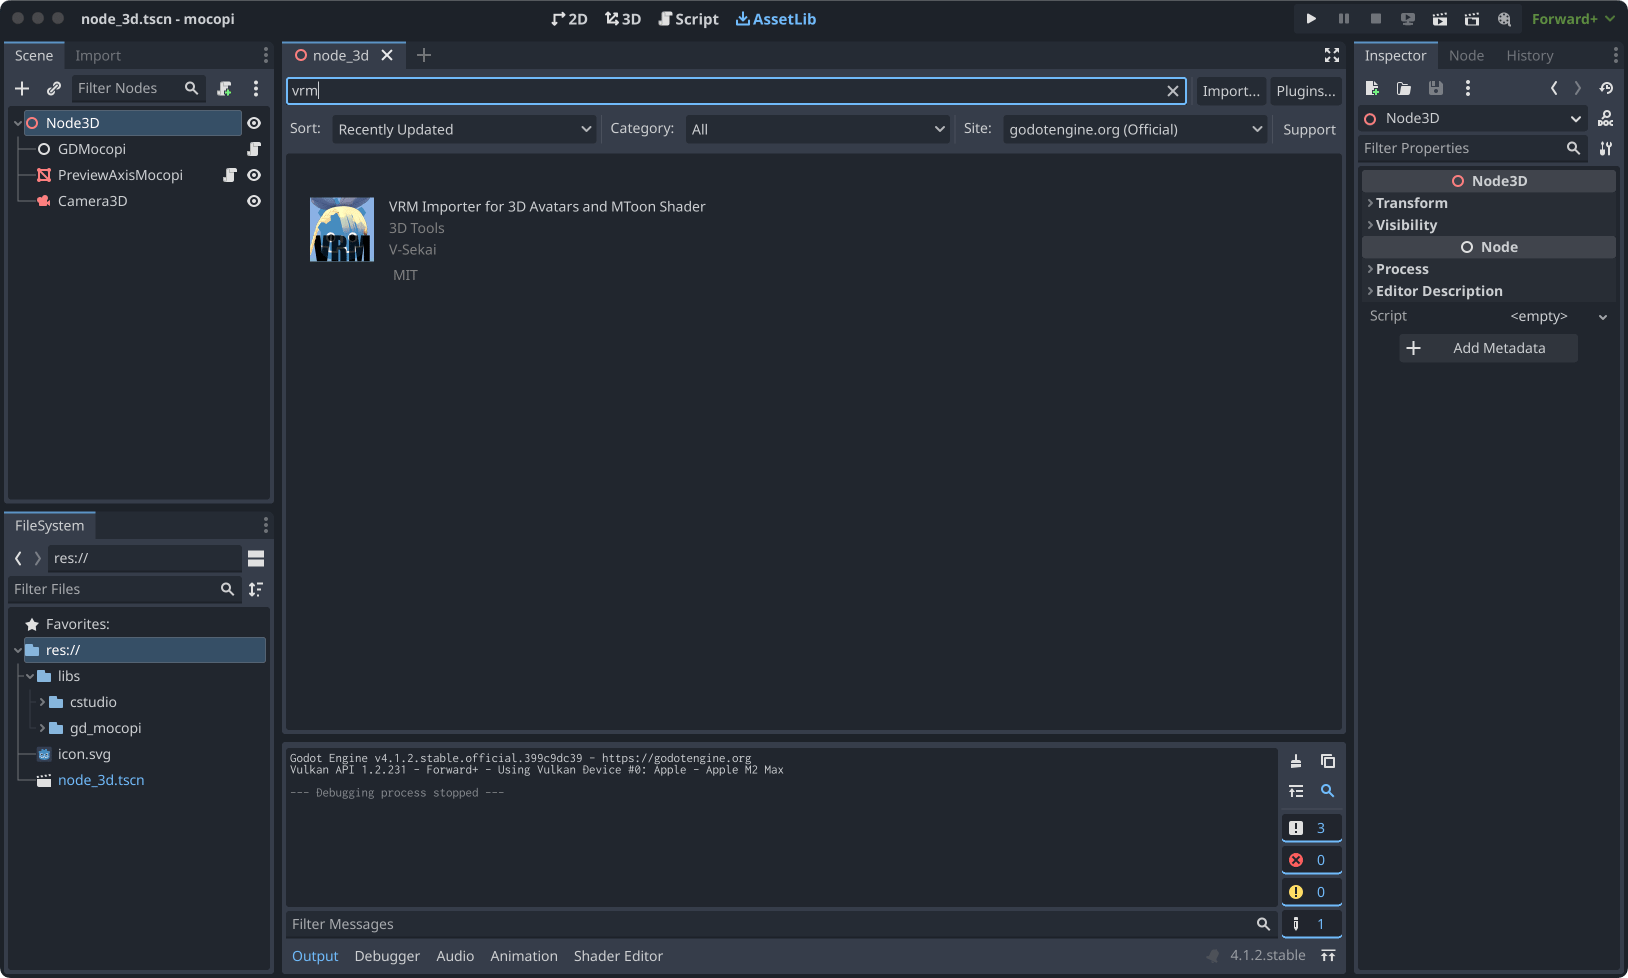 node_3d.tscn - mocopi
2D
3D
Script
AssetLib
Forward+
Scene
Import
Filter Nodes
Node3D
GDMocopi
PreviewAxisMocopi
Camera3D
FileSystem
res://
Filter Files
Favorites:
res://
libs
cstudio
gd_mocopi
icon.svg
node_3d.tscn
node_3d
vrm
Import...
Plugins...
Sort:
Recently Updated
Category:
All
Site:
godotengine.org (Official)
Support
VRM
VRM Importer for 3D Avatars and MToon Shader
3D Tools
V-Sekai
MIT
Godot Engine v4.1.2.stable.official.399c9dc39 - https://godotengine.org
Vulkan API 1.2.231 - Forward+ - Using Vulkan Device #0: Apple - Apple M2 Max
--- Debugging process stopped ---
3
0
0
1
Filter Messages
Output
Debugger
Audio
Animation
Shader Editor
4.1.2.stable
Inspector
Node
History
Node3D
DOC
Filter Properties
Node3D
Transform
Visibility
Node
Process
Editor Description
Script
<empty>
Add Metadata